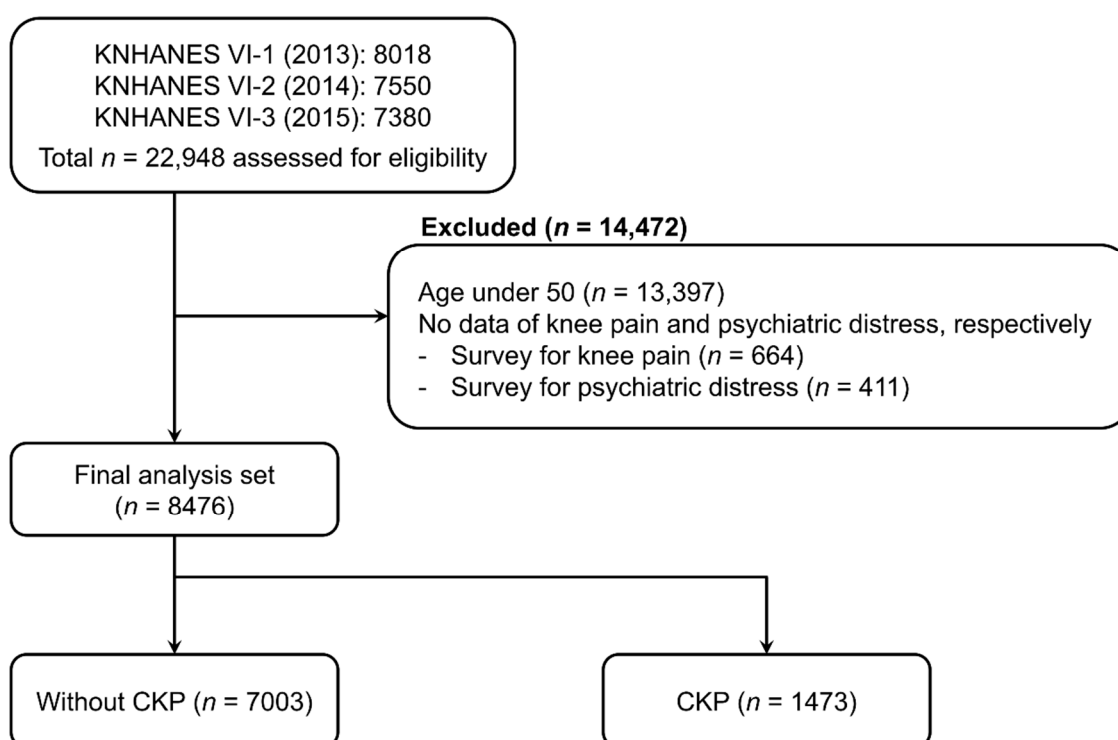 KNHANES VI-1 (2013): 8018
KNHANES VI-2 (2014): 7550
KNHANES VI-3 (2015): 7380
Total n = 22,948 assessed for eligibility
Excluded (n = 14,472)
Age under 50 (n = 13,397)
No data of knee pain and psychiatric distress, respectively
- Survey for knee pain (n = 664)
- Survey for psychiatric distress (n = 411)
Final analysis set
(n = 8476)
Without CKP (n = 7003)
CKP (n = 1473)